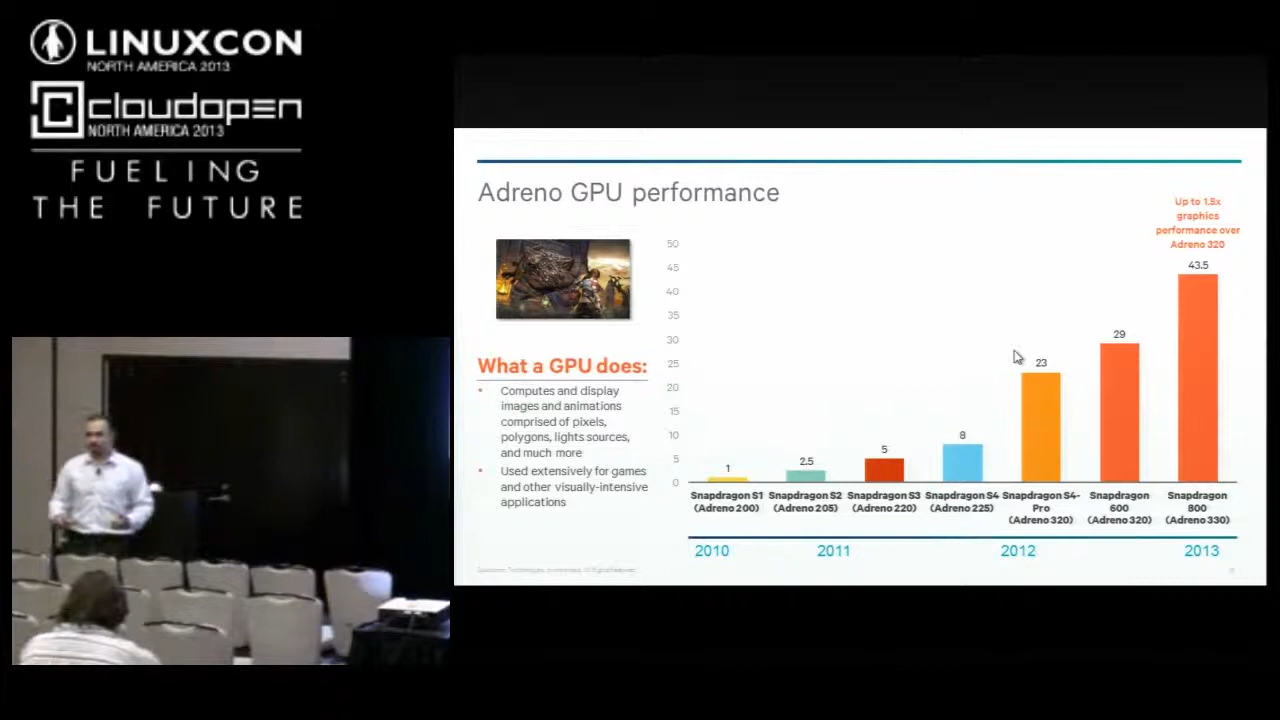 LINUXCON
NORTH AMERICA 2013
cloudopen
NORTH AMERICA 2013
FUELING
THE FUTURE
Adreno GPU performance
What a GPU does:
• Computes and display
images and animations
comprised of pixels,
polygons, lights sources,
and much more
• Used extensively for games
and other visually-intensive
applications
Up to 1.5x
graphics
performance over
Adreno 320
50
45
40
35
30
25
20
15
10
5
0
1
2.5
5
8
23
29
43.5
Snapdragon S1
(Adreno 200)
Snapdragon S2
(Adreno 205)
Snapdragon S3
(Adreno 220)
Snapdragon S4
(Adreno 225)
Snapdragon S4-
Pro
(Adreno 320)
Snapdragon
600
(Adreno 320)
Snapdragon
800
(Adreno 330)
2010 2011 2012 2013